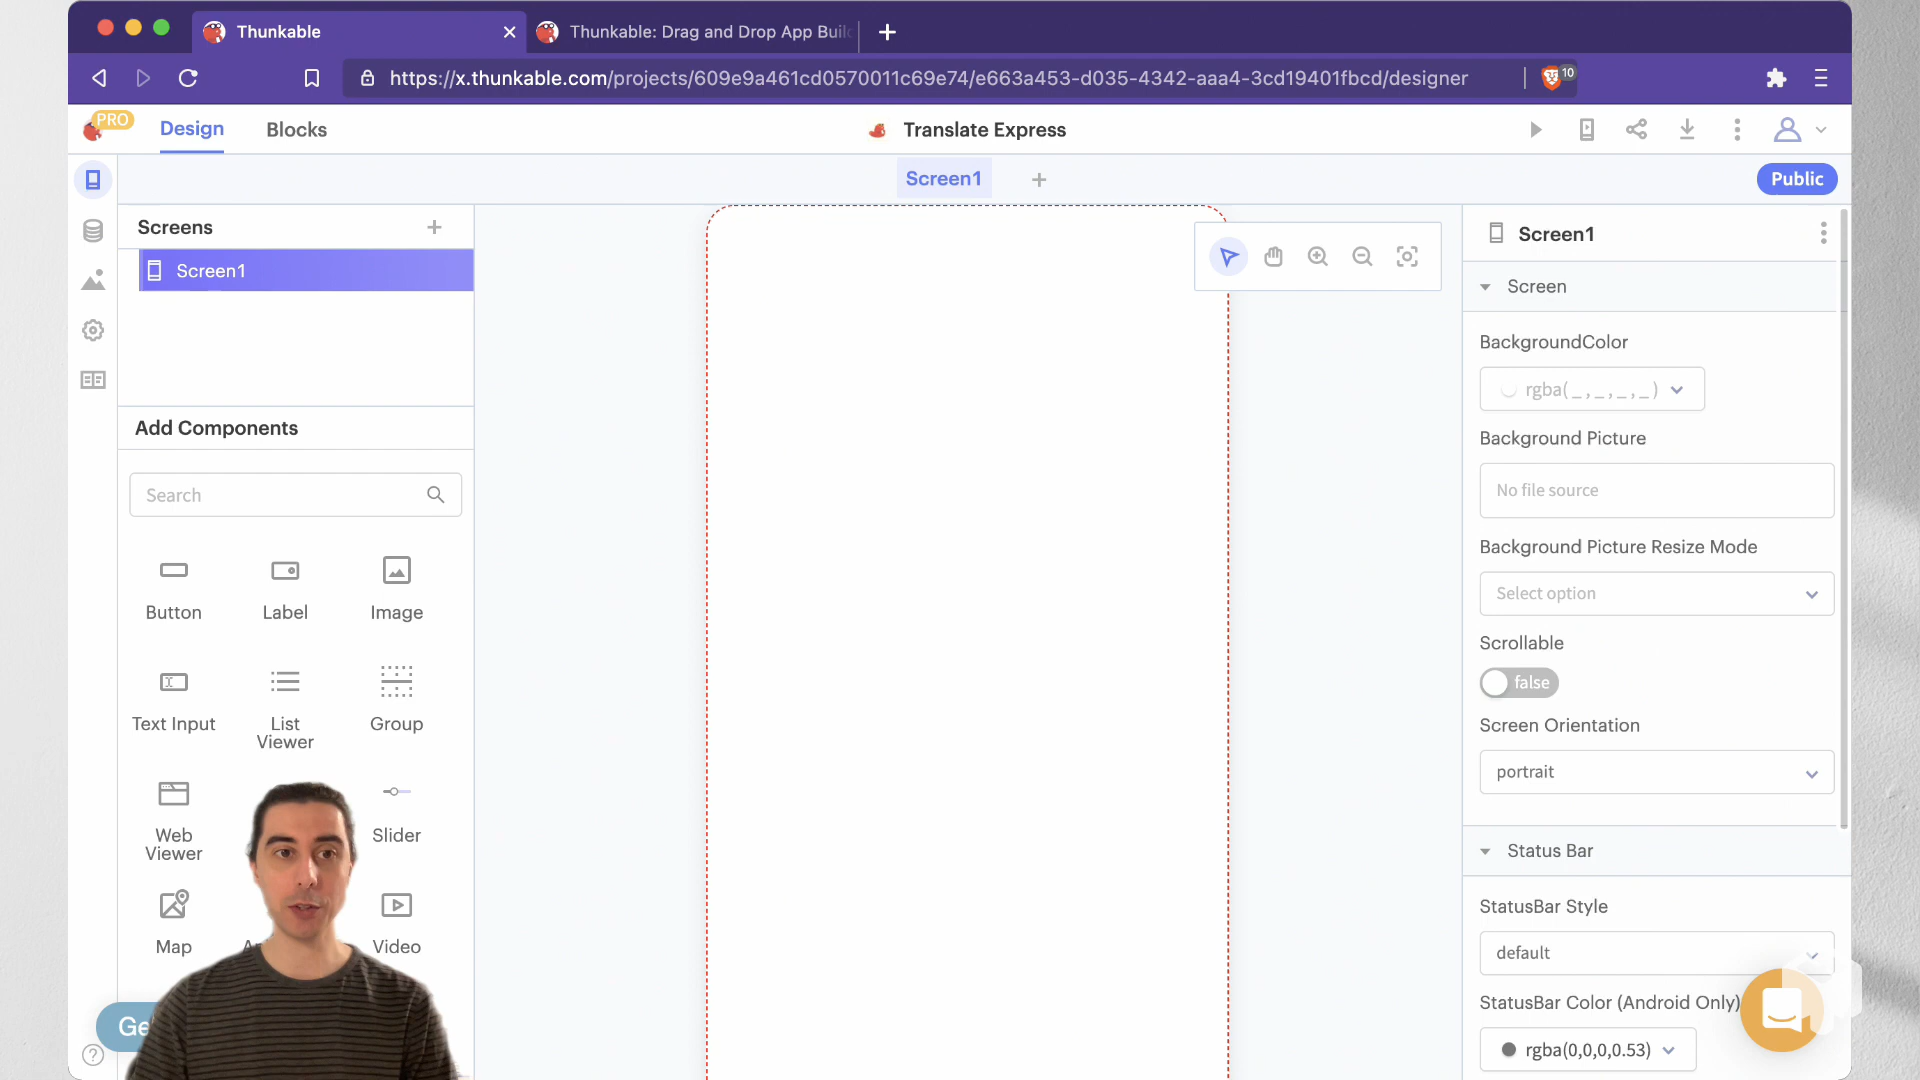 Thunkable
Thunkable: Drag and Drop App Buil
https://x.thunkable.com/projects/609e9a461cd0570011c69e74/e663a453-d035-4342-aaa4-3cd19401fbcd/designer
10
PRO
Design
Blocks
Translate Express
Screen1
Public
Screens
Screen1
Add Components
Search
Button
Label
Image
Text Input
List
Viewer
Group
Web
Viewer
Slider
Map
Video
Ge
Screen1
Screen
BackgroundColor
rgba( _ , _ , _ , _ )
Background Picture
No file source
Background Picture Resize Mode
Select option
Scrollable
false
Screen Orientation
portrait
Status Bar
StatusBar Style
default
StatusBar Color (Android Only)
rgba(0,0,0,0.53)